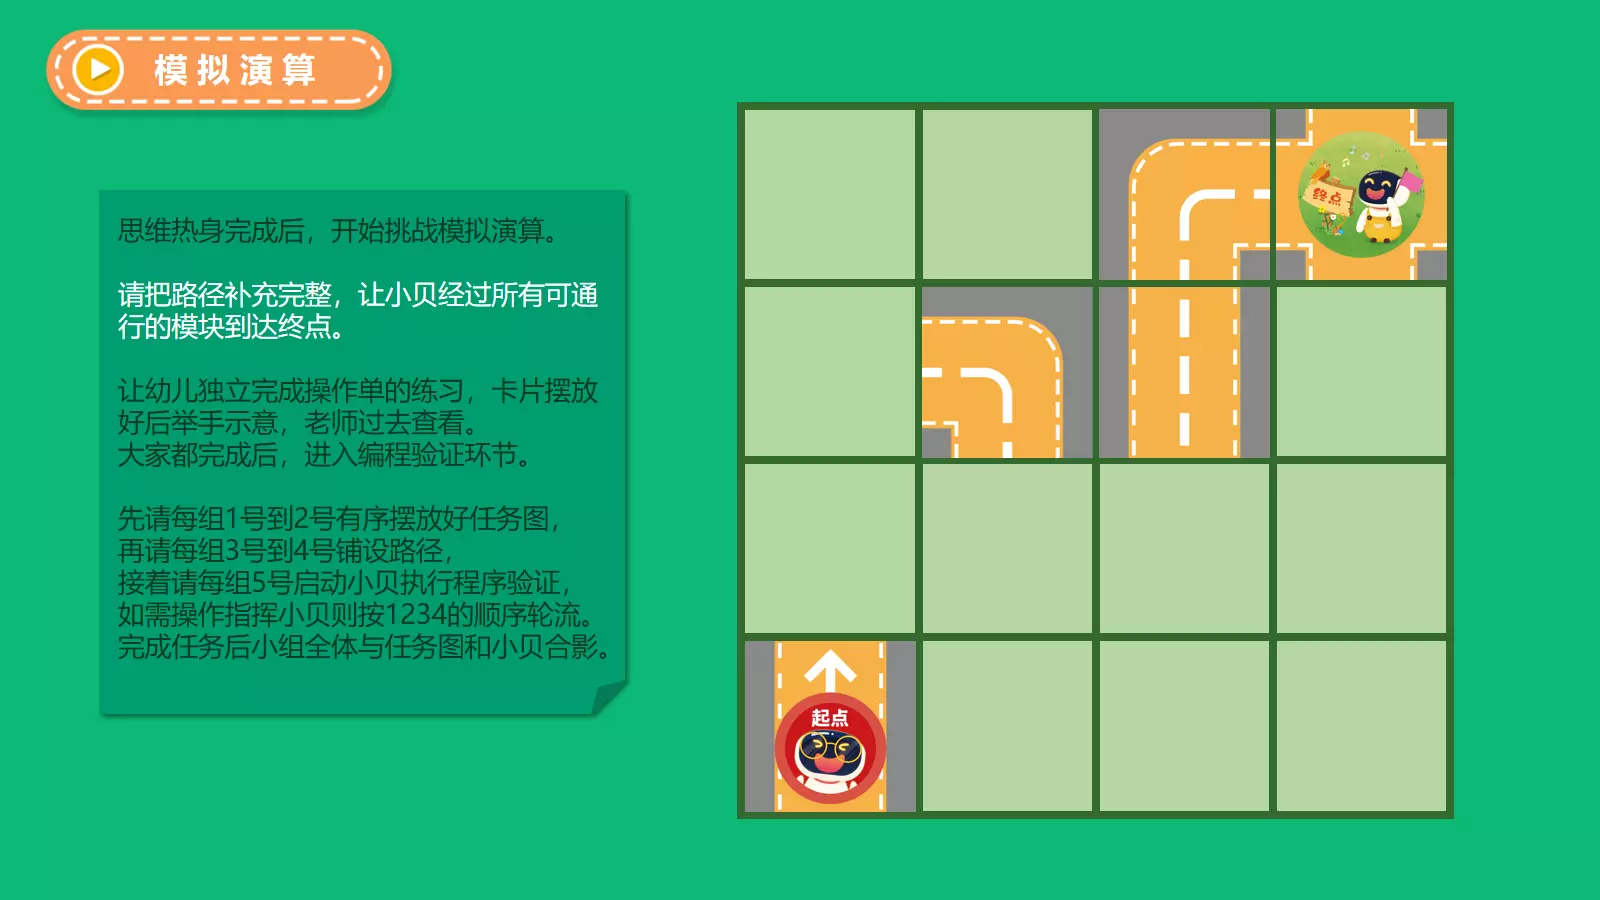 模拟演算
思维热身完成后，开始挑战模拟演算。
请把路径补充完整，让小贝经过所有可通
行的模块到达终点。
让幼儿独立完成操作单的练习，卡片摆放
好后举手示意，老师过去查看。
大家都完成后，进入编程验证环节。
先请每组1号到2号有序摆放好任务图，
再请每组3号到4号铺设路径，
接着请每组5号启动小贝执行程序验证，
如需操作指挥小贝则按1234的顺序轮流。
完成任务后小组全体与任务图和小贝合影。
终点
起点